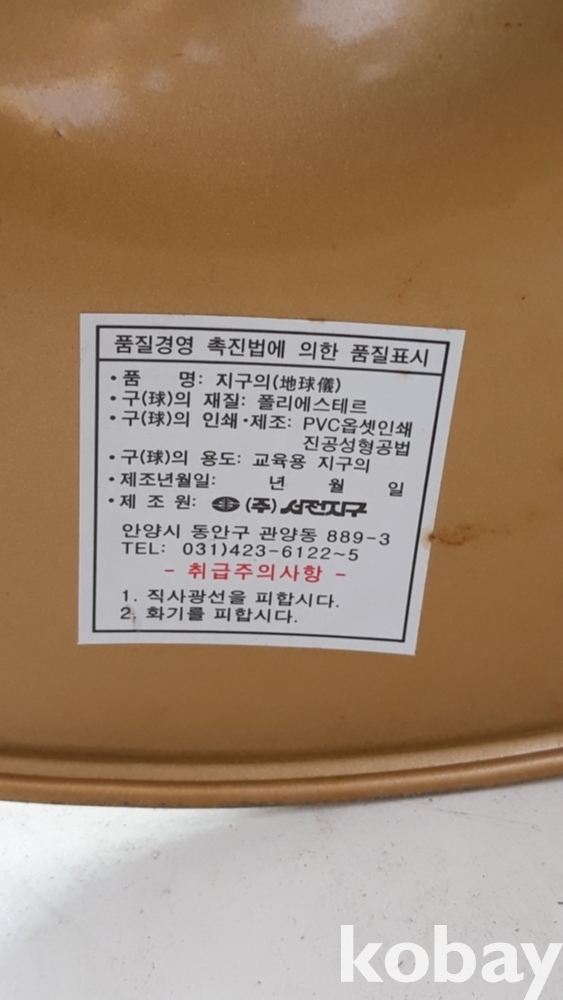 품질경영 촉진법에 의한 품질표시
• 품 명: 지구의(地球儀)
• 구(球)의 재질: 폴리에스테르
• 구(球)의 인쇄·제조: PVC옵셋인쇄
진공성형공법
• 구(球)의 용도: 교육용 지구의
• 제조년월일: 년 월 일
• 제 조 원: (주) 서전지구
안양시 동안구 관양동 889-3
TEL: 031)423-6122~5
- 취급주의사항 -
1. 직사광선을 피합시다.
2. 화기를 피합시다.
kobay